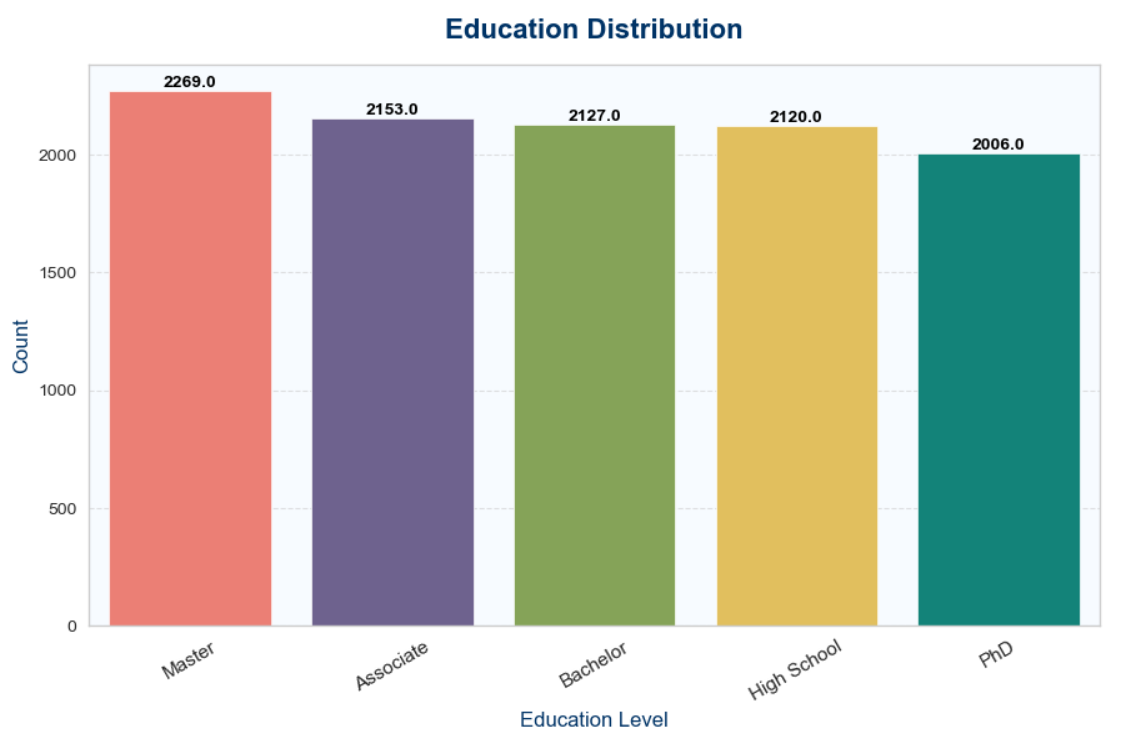 Education Distribution
2269.0
2153.0
2127.0
2120.0
2006.0
2000
1500
1000
500
0
Count
Master
Associate
Bachelor
High School
PhD
Education Level